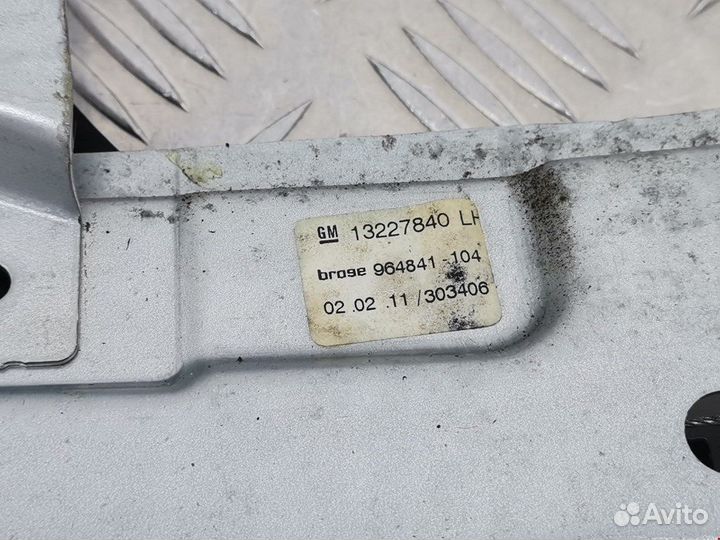 GM 13227840 LH
brose 964841-104
02.02.11/303406
Avito